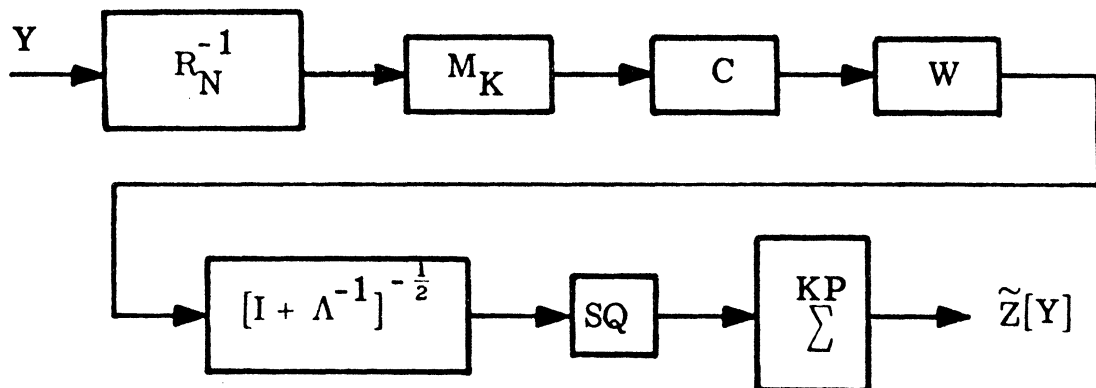 Y
R_N^{-1}
M_K
C
W
[I + Λ^{-1}]^{-1/2}
SQ
KP
∑
Z̃[Y]